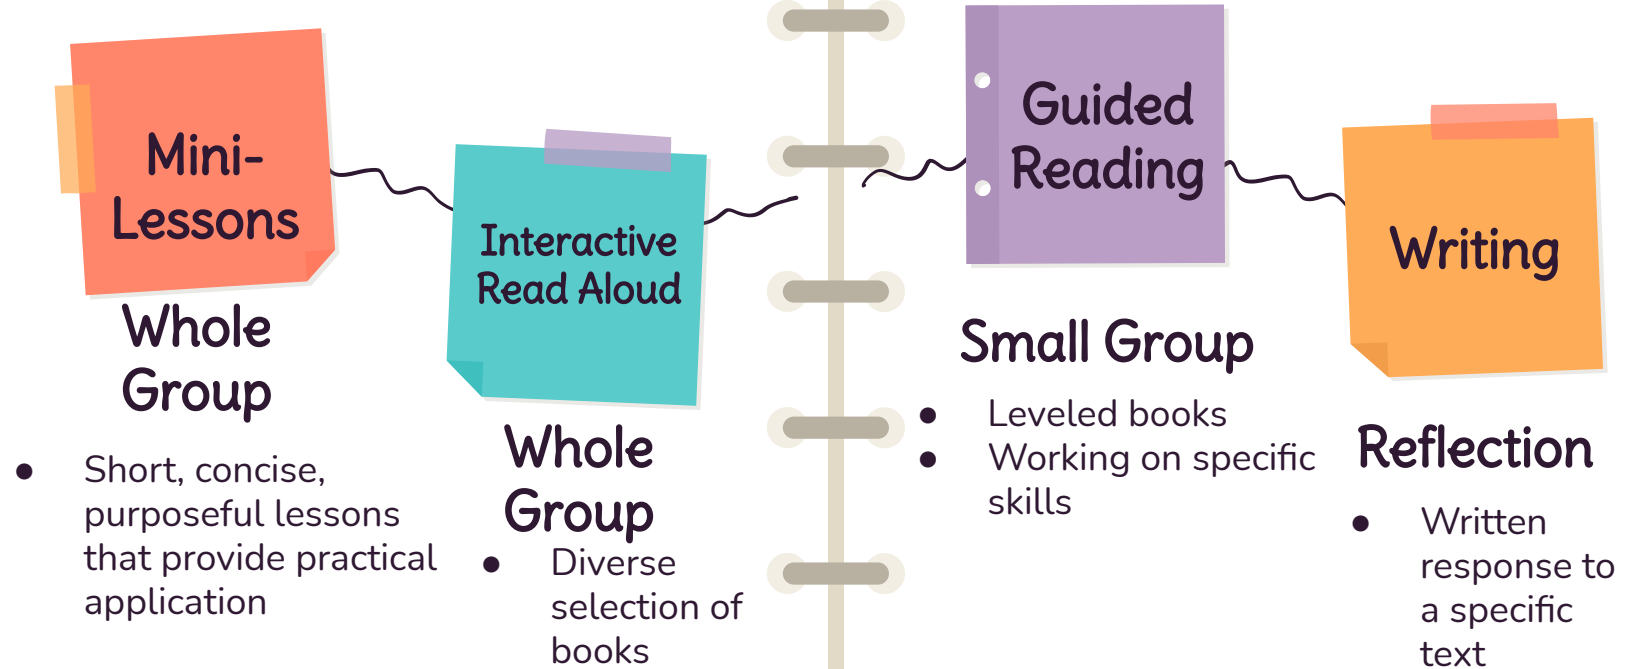 Mini-
Lessons
Whole
Group
● Short, concise,
purposeful lessons
that provide practical
application
Interactive
Read Aloud
Whole
Group
● Diverse
selection of
books
Guided
Reading
Small Group
● Leveled books
● Working on specific
skills
Writing
Reflection
● Written
response to
a specific
text